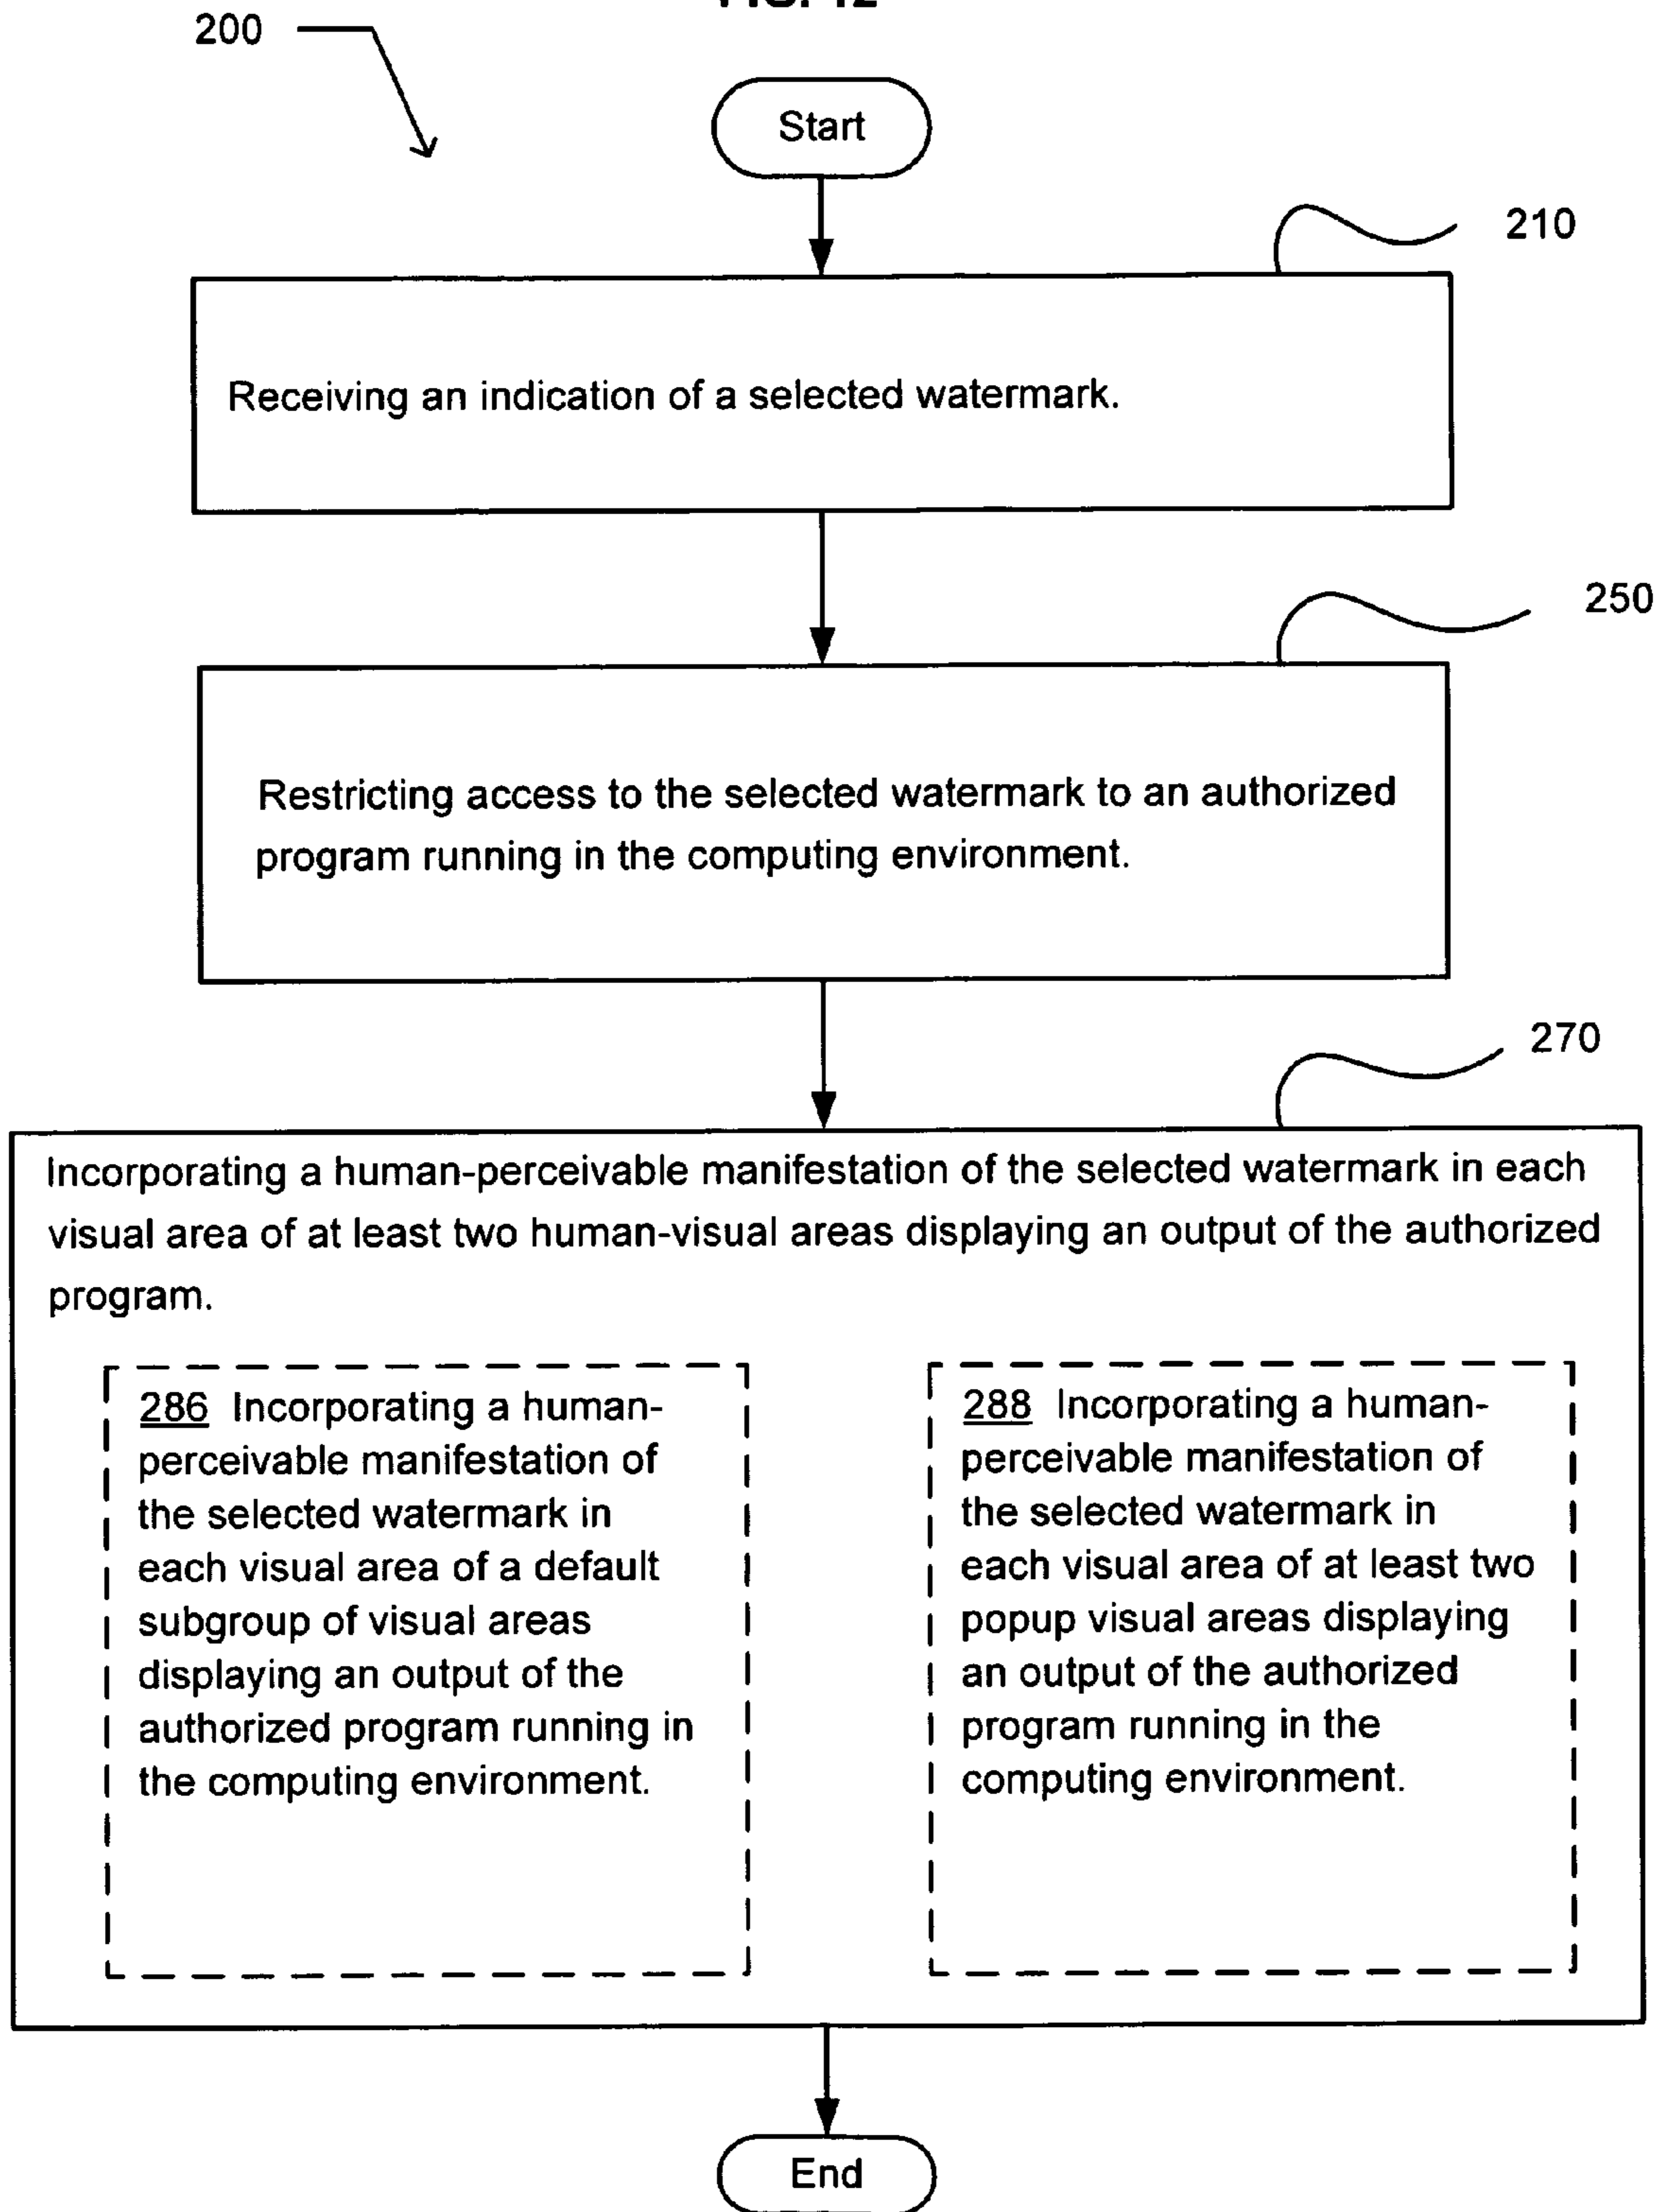 200
Start
210
Receiving an indication of a selected watermark.
250
Restricting access to the selected watermark to an authorized
program running in the computing environment.
270
Incorporating a human-perceivable manifestation of the selected watermark in each
visual area of at least two human-visual areas displaying an output of the authorized
program.
286 Incorporating a human-
perceivable manifestation of
the selected watermark in
each visual area of a default
subgroup of visual areas
displaying an output of the
authorized program running in
the computing environment.
288 Incorporating a human-
perceivable manifestation of
the selected watermark in
each visual area of at least two
popup visual areas displaying
an output of the authorized
program running in the
computing environment.
End